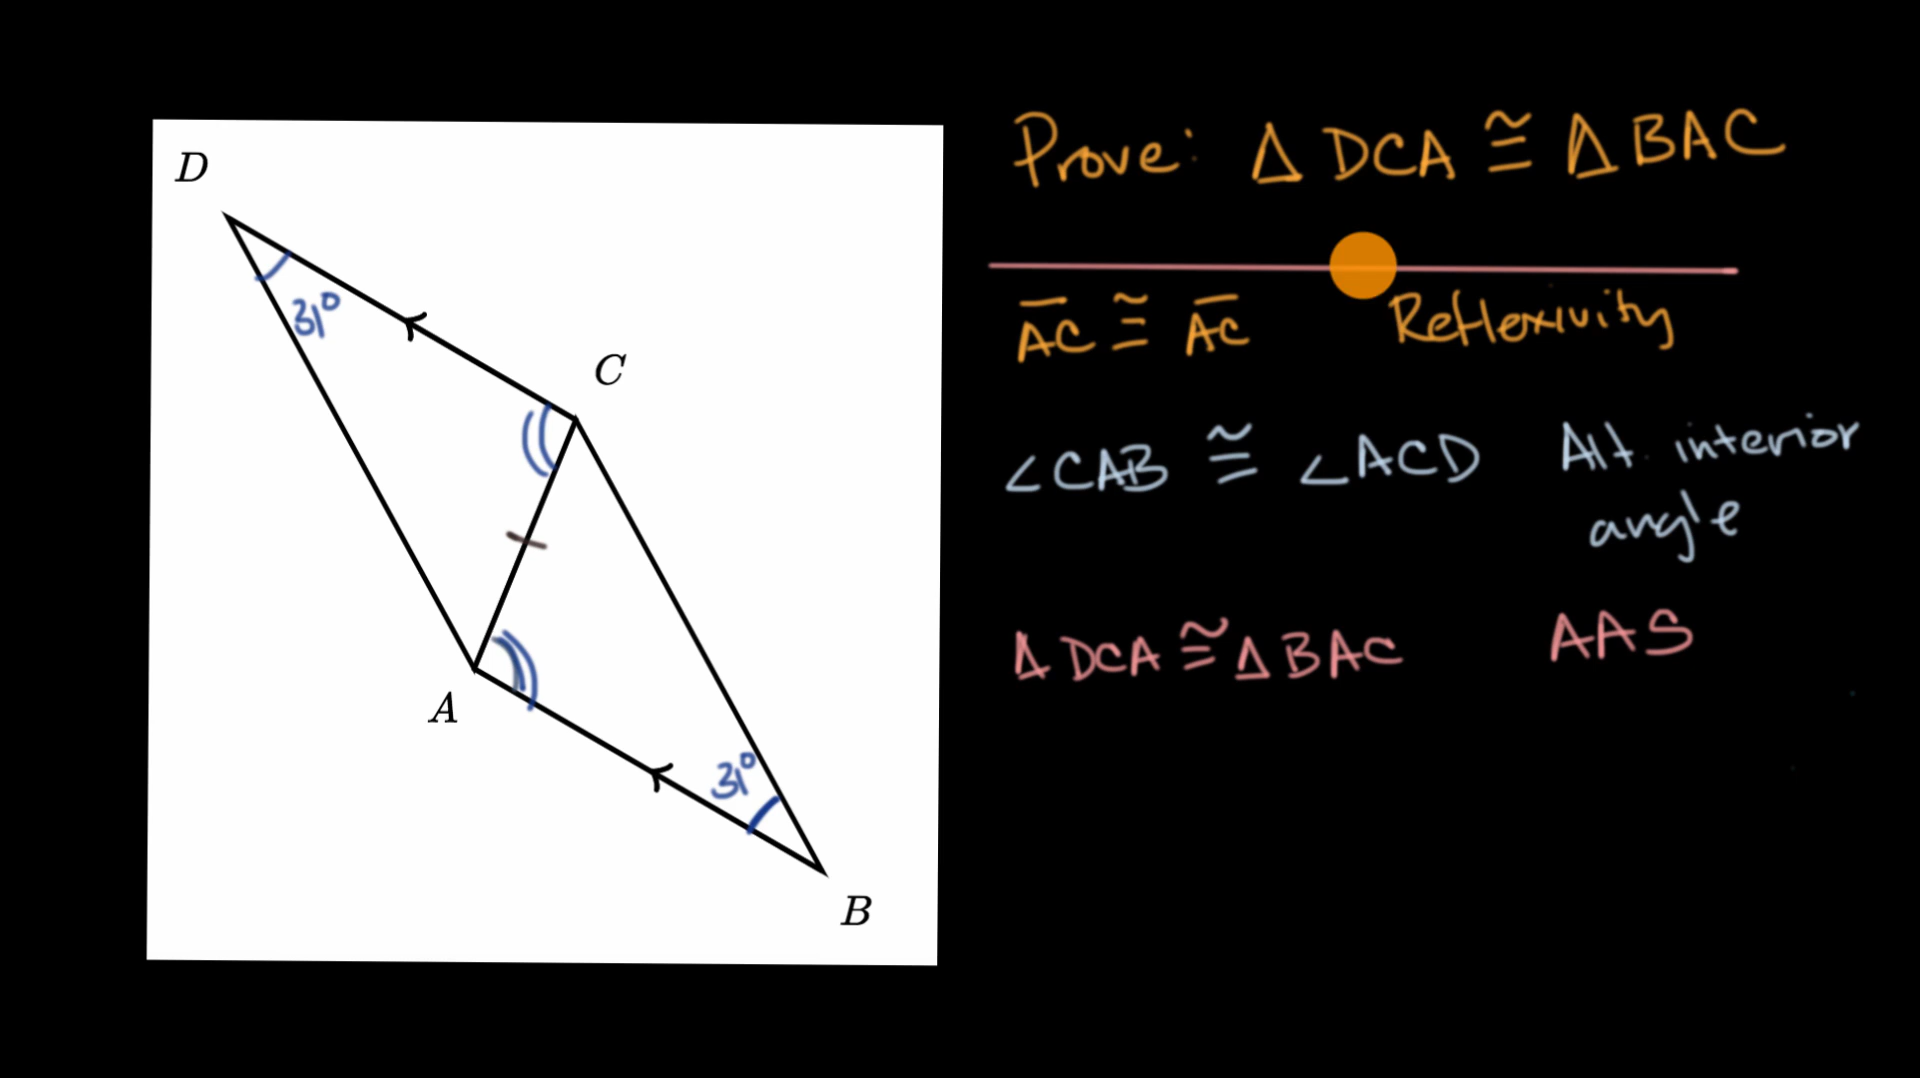 D
31°
C
A
31°
B
Prove: Δ DCA ≅ Δ BAC
AC ≅ AC Reflexivity
∠CAB ≅ ∠ACD Alt. interior
angle
Δ DCA ≅ Δ BAC AAS